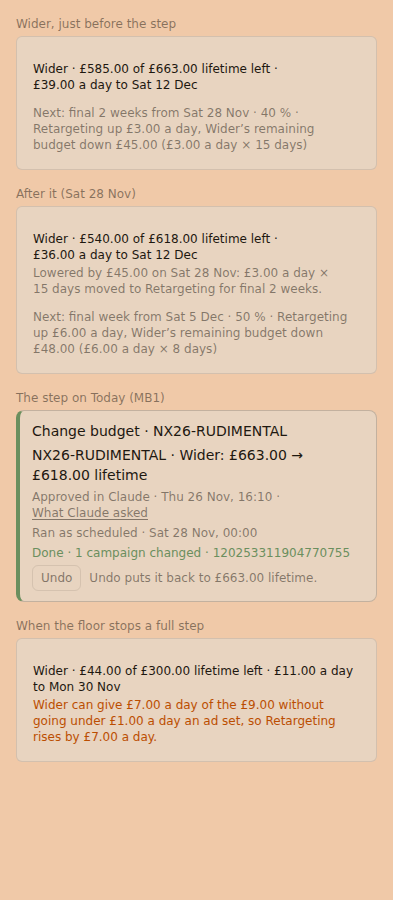 Wider, just before the step
Wider · £585.00 of £663.00 lifetime left ·
£39.00 a day to Sat 12 Dec
Next: final 2 weeks from Sat 28 Nov · 40 % ·
Retargeting up £3.00 a day, Wider’s remaining
budget down £45.00 (£3.00 a day × 15 days)
After it (Sat 28 Nov)
Wider · £540.00 of £618.00 lifetime left ·
£36.00 a day to Sat 12 Dec
Lowered by £45.00 on Sat 28 Nov: £3.00 a day ×
15 days moved to Retargeting for final 2 weeks.
Next: final week from Sat 5 Dec · 50 % · Retargeting
up £6.00 a day, Wider’s remaining budget down
£48.00 (£6.00 a day × 8 days)
The step on Today (MB1)
Change budget · NX26-RUDIMENTAL
NX26-RUDIMENTAL · Wider: £663.00 →
£618.00 lifetime
Approved in Claude · Thu 26 Nov, 16:10 ·
What Claude asked
Ran as scheduled · Sat 28 Nov, 00:00
Done · 1 campaign changed · 120253311904770755
Undo Undo puts it back to £663.00 lifetime.
When the floor stops a full step
Wider · £44.00 of £300.00 lifetime left · £11.00 a day
to Mon 30 Nov
Wider can give £7.00 a day of the £9.00 without
going under £1.00 a day an ad set, so Retargeting
rises by £7.00 a day.